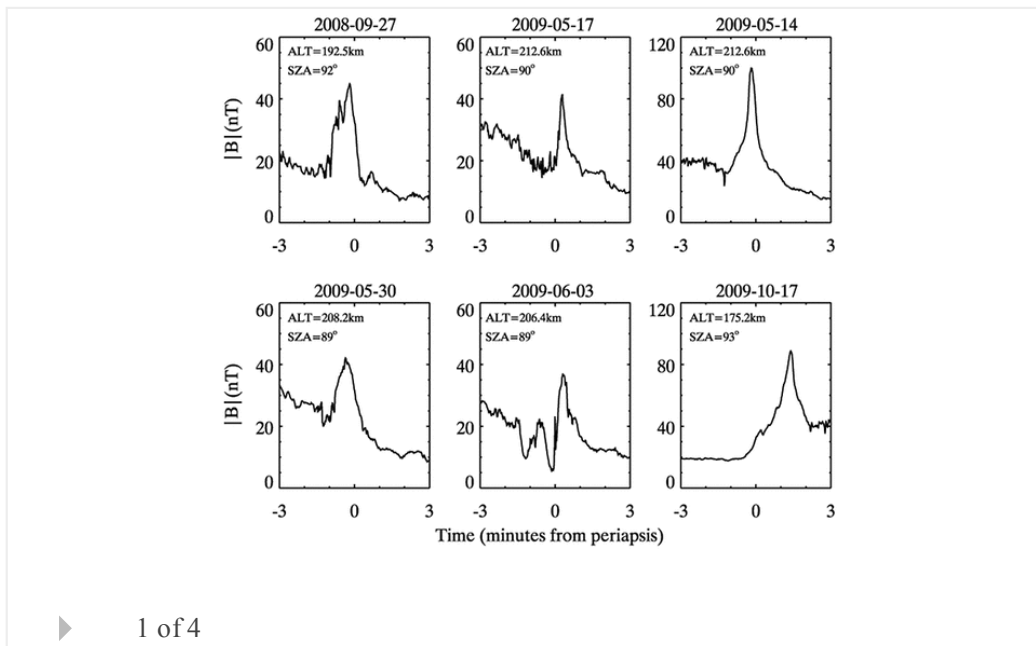 2008-09-27 2009-05-17 2009-05-14
60 60 120
ALT=192.5km ALT=212.6km ALT=212.6km
SZA=92° SZA=90° SZA=90°
40 40 80
|B|(nT)
20 20 40
0 0 0
-3 0 3 -3 0 3 -3 0 3
2009-05-30 2009-06-03 2009-10-17
60 60 120
ALT=208.2km ALT=206.4km ALT=175.2km
SZA=89° SZA=89° SZA=93°
40 40 80
|B|(nT)
20 20 40
0 0 0
-3 0 3 -3 0 3 -3 0 3
Time (minutes from periapsis)
1 of 4